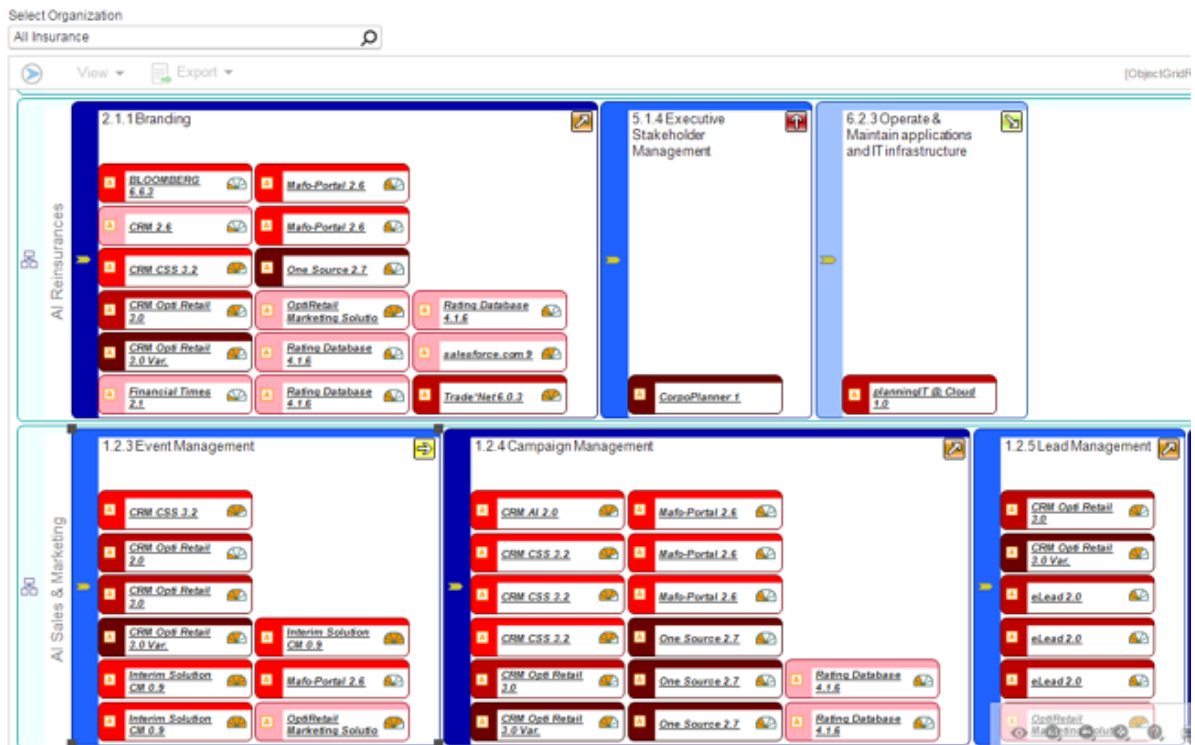 Select Organization
All Insurance
View
Export
[ObjectGridR
AI Reinsurances
2.1.1 Branding
BLOOMBERG
6.6.3
Mafo-Portal 2.6
CRM 2.6
Mafo-Portal 2.6
CRM CSS 3.2
One Source 2.7
CRM Opti Retail
3.0
OptiRetail
Marketing Solutio
Rating Database
4.1.6
CRM Opti Retail
3.0 Var.
Rating Database
4.1.6
salesforce.com 9
Financial Times
2.1
Rating Database
4.1.6
Trade*Net 6.0.3
5.1.4 Executive
Stakeholder
Management
CorpoPlanner 1
6.2.3 Operate &
Maintain applications
and IT infrastructure
planningIT @ Cloud
1.0
AI Sales & Marketing
1.2.3 Event Management
CRM CSS 3.2
CRM Opti Retail
2.0
CRM Opti Retail
3.0
CRM Opti Retail
3.0 Var.
Interim Solution
CM 0.9
Interim Solution
CM 0.9
Mafo-Portal 2.6
Interim Solution
CM 0.9
OptiRetail
Marketing Solutio
1.2.4 Campaign Management
CRM AI 2.0
Mafo-Portal 2.6
CRM CSS 3.2
Mafo-Portal 2.6
CRM CSS 3.2
Mafo-Portal 2.6
CRM CSS 3.2
One Source 2.7
CRM Opti Retail
3.0
One Source 2.7
Rating Database
4.1.6
CRM Opti Retail
3.0 Var.
One Source 2.7
Rating Database
4.1.6
1.2.5 Lead Management
CRM Opti Retail
3.0
CRM Opti Retail
3.0 Var.
eLead 2.0
eLead 2.0
eLead 2.0
OptiRetail